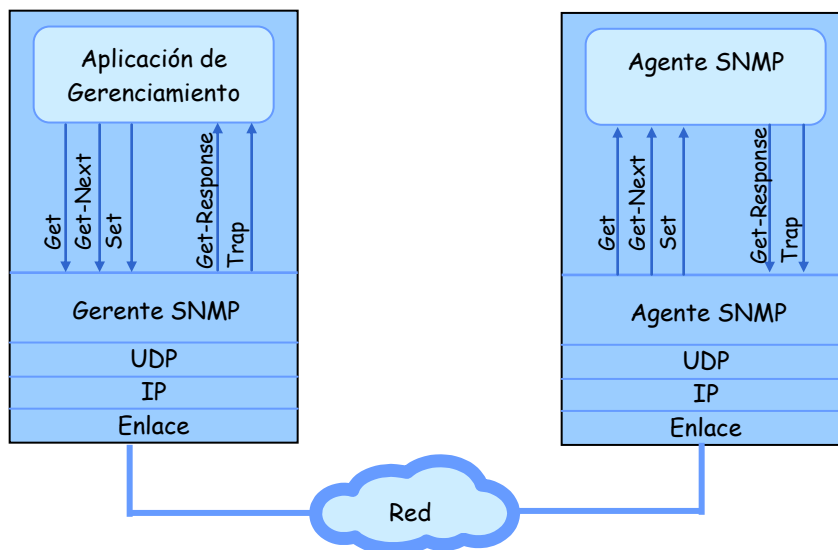 Aplicación de
Gerenciamiento
Get
Get-Next
Set
Get-Response
Trap
Gerente SNMP
UDP
IP
Enlace
Agente SNMP
Get
Get-Next
Set
Get-Response
Trap
Agente SNMP
UDP
IP
Enlace
Red